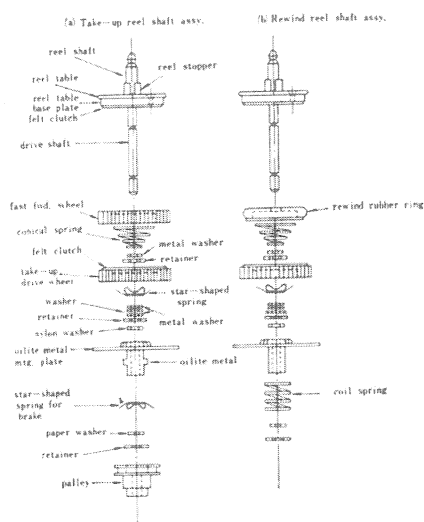 (a) Take-up reel shaft assy.
(b) Rewind reel shaft assy.
reel shaft
reel stopper
reel table
reel table
base plate
felt clutch
drive shaft
fast fwd. wheel
rewind rubber ring
conical spring
metal washer
retainer
felt clutch
take-up
drive wheel
star-shaped
spring
washer
retainer
metal washer
nylon washer
oilite metal
mtg. plate
oilite metal
star-shaped
spring for
brake
coil spring
paper washer
retainer
palley